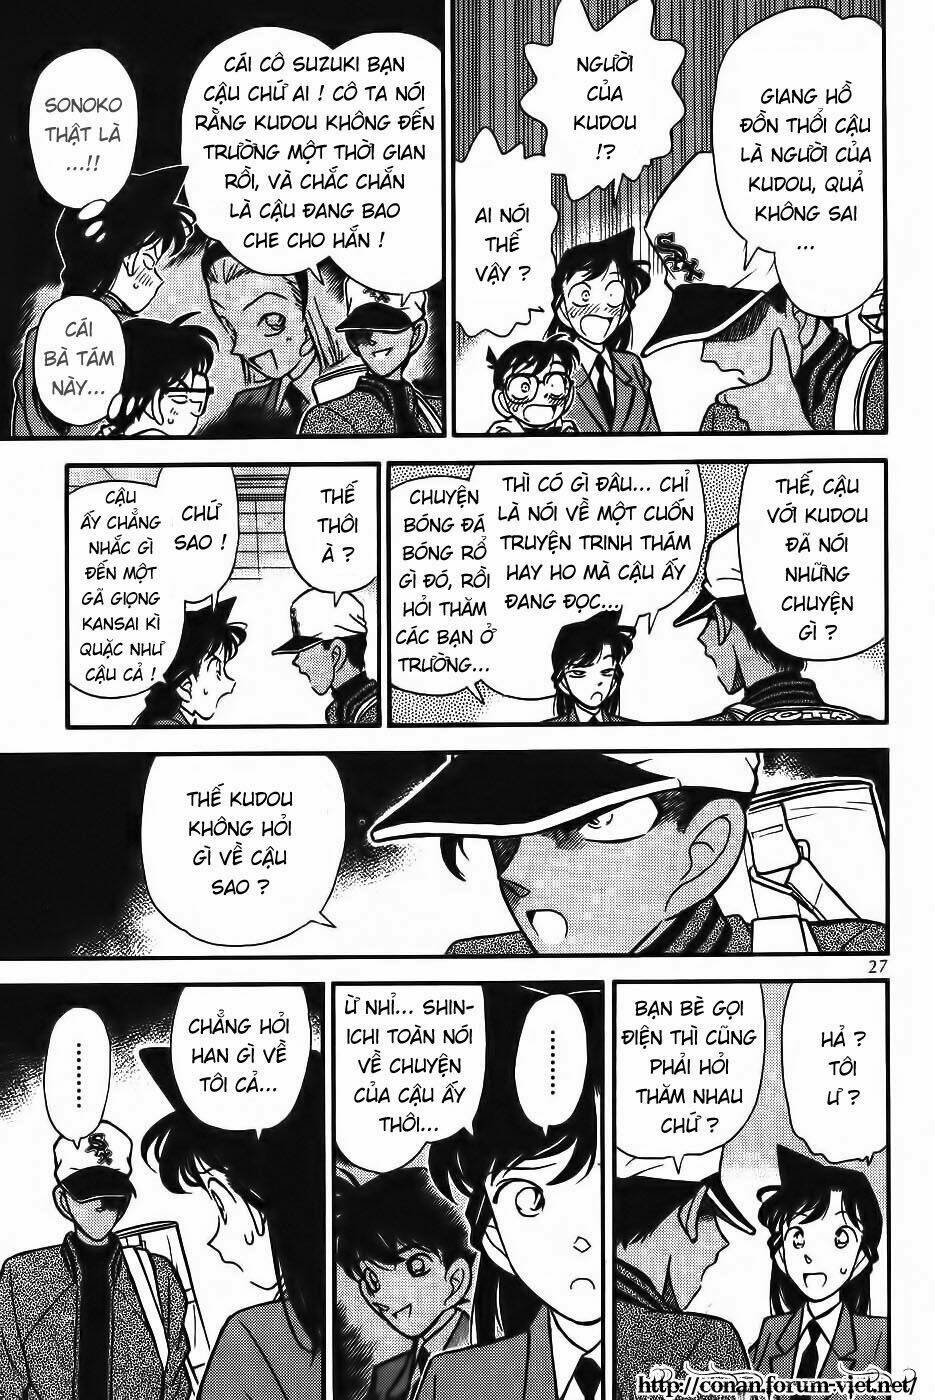 GIANG HỒ
ĐỒN THỔI CẬU
LÀ NGƯỜI CỦA
KUDOU, QUẢ
KHÔNG SAI
...
NGƯỜI
CỦA
KUDOU
!?
AI NÓI
THẾ
VẬY ?
CÁI CÔ SUZUKI BẠN
CẬU CHỨ AI ! CÔ TA NÓI
RẰNG KUDOU KHÔNG ĐẾN
TRƯỜNG MỘT THỜI GIAN
RỒI, VÀ CHẮC CHẮN
LÀ CẬU ĐANG BAO
CHE CHO HẮN !
SONOKO
THẬT LÀ
...!!
CÁI
BÀ TÁM
NÀY...
THẾ, CẬU
VỚI KUDOU
ĐÃ NÓI
NHỮNG
CHUYỆN
GÌ ?
THÌ CÓ GÌ ĐÂU... CHỈ
LÀ NÓI VỀ MỘT CUỐN
TRUYỆN TRINH THÁM
HAY HO MÀ CẬU ẤY
ĐANG ĐỌC...
CHUYỆN
BÓNG ĐÁ
BÓNG RỔ
GÌ ĐÓ, RỒI
HỎI THĂM
CÁC BẠN Ở
TRƯỜNG...
THẾ
THÔI
À ?
CHỨ
SAO !
CẬU
ẤY CHẲNG
NHẮC GÌ
ĐẾN MỘT
GÃ GIỌNG
KANSAI KÌ
QUẶC NHƯ
CẬU CẢ !
THẾ KUDOU
KHÔNG HỎI
GÌ VỀ CẬU
SAO ?
27
HẢ ?
TÔI
Ư ?
BẠN BÈ GỌI
ĐIỆN THÌ CŨNG
PHẢI HỎI
THĂM NHAU
CHỨ ?
......
Ừ NHỈ... SHIN-
ICHI TOÀN NÓI
VỀ CHUYỆN
CỦA CẬU ẤY
THÔI...
CHẲNG HỎI
HAN GÌ VỀ
TÔI CẢ...
......
http://conan.forum-viet.net/